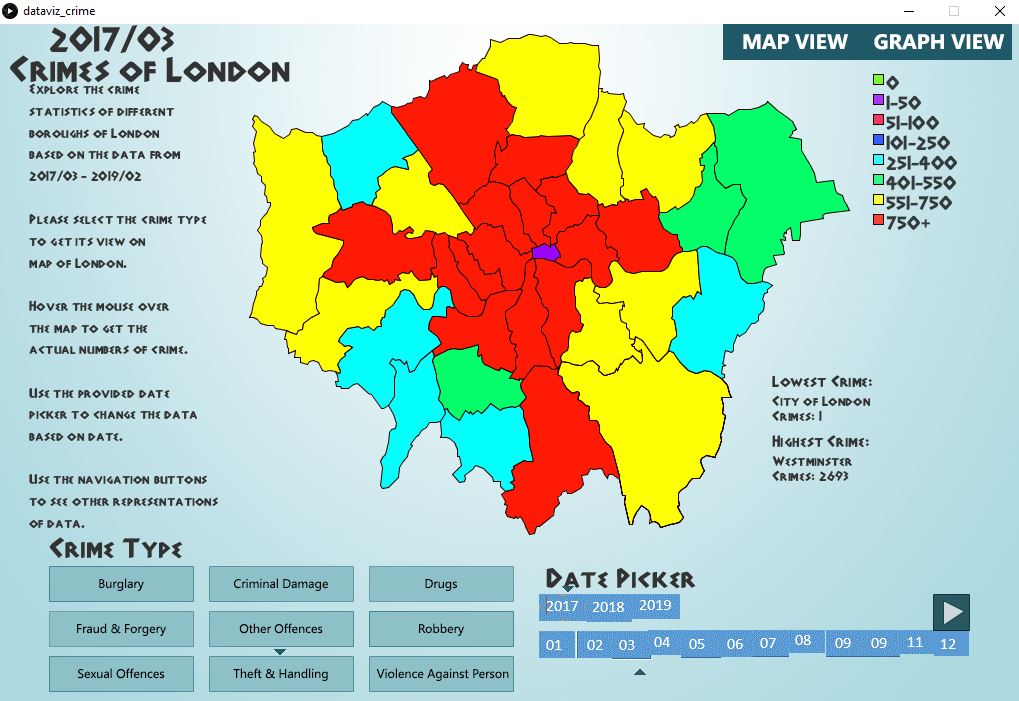 dataviz_crime
2017/03
Crimes of London
Explore the crime
statistics of different
boroughs of London
based on the data from
2017/03 - 2019/02
Please select the crime type
to get its view on
map of London.
Hover the mouse over
the map to get the
actual numbers of crime.
Use the provided date
picker to change the data
based on date.
Use the navigation buttons
to see other representations
of data.
MAP VIEW GRAPH VIEW
0
1-50
51-100
101-250
251-400
401-550
551-750
750+
Lowest Crime:
City of London
Crimes: 1
Highest Crime:
Westminster
Crimes: 2693
Crime Type
Burglary
Criminal Damage
Drugs
Fraud & Forgery
Other Offences
Robbery
Sexual Offences
Theft & Handling
Violence Against Person
Date Picker
2017 2018 2019
01 02 03 04 05 06 07 08 09 09 11 12